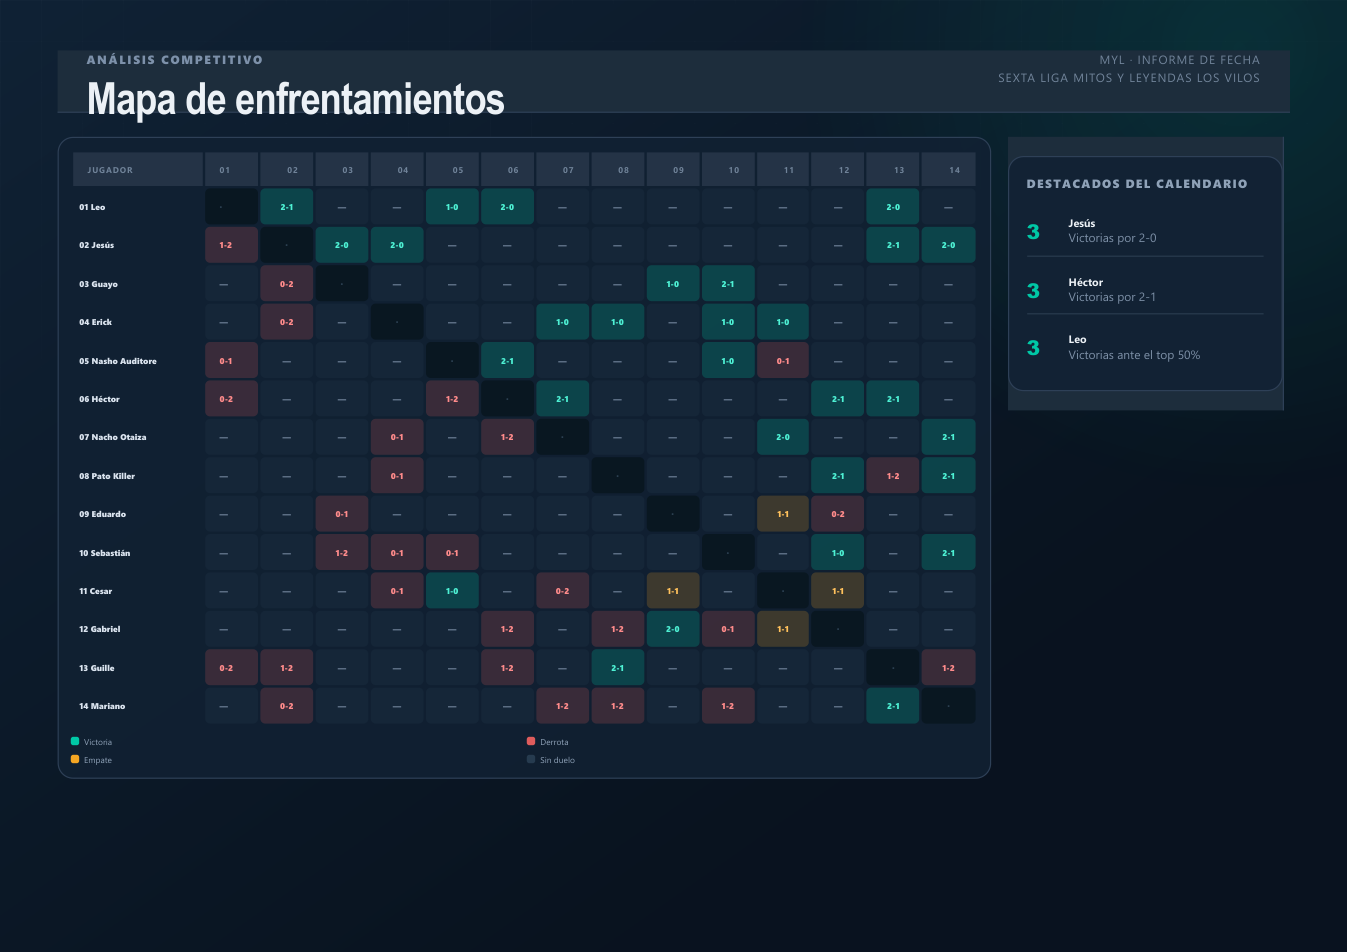 ANÁLISIS COMPETITIVO
Mapa de enfrentamientos
MYL · INFORME DE FECHA
SEXTA LIGA MITOS Y LEYENDAS LOS VILOS
JUGADOR 01 02 03 04 05 06 07 08 09 10 11 12 13 14
01 Leo · 2-1 — — 1-0 2-0 — — — — — — 2-0 —
02 Jesús 1-2 · 2-0 2-0 — — — — — — — — 2-1 2-0
03 Guayo — 0-2 · — — — — — 1-0 2-1 — — — —
04 Erick — 0-2 — · — — 1-0 1-0 — 1-0 1-0 — — —
05 Nasho Auditore 0-1 — — — · 2-1 — — — 1-0 0-1 — — —
06 Héctor 0-2 — — — 1-2 · 2-1 — — — — 2-1 2-1 —
07 Nacho Otaiza — — — 0-1 — 1-2 · — — — 2-0 — — 2-1
08 Pato Killer — — — 0-1 — — — · — — — 2-1 1-2 2-1
09 Eduardo — — 0-1 — — — — — · — 1-1 0-2 — —
10 Sebastián — — 1-2 0-1 0-1 — — — — · — 1-0 — 2-1
11 Cesar — — — 0-1 1-0 — 0-2 — 1-1 — · 1-1 — —
12 Gabriel — — — — — 1-2 — 1-2 2-0 0-1 1-1 · — —
13 Guille 0-2 1-2 — — — 1-2 — 2-1 — — — — · 1-2
14 Mariano — 0-2 — — — — 1-2 1-2 — 1-2 — — 2-1 ·
Victoria
Derrota
Empate
Sin duelo
DESTACADOS DEL CALENDARIO
3 Jesús
Victorias por 2-0
3 Héctor
Victorias por 2-1
3 Leo
Victorias ante el top 50%